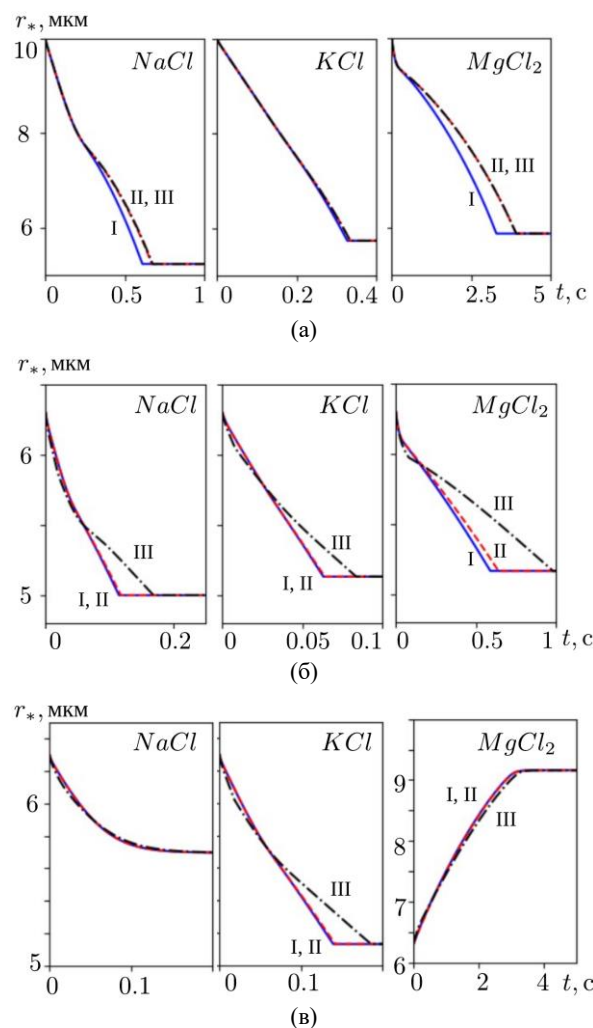 r*, мкм
NaCl KCl MgCl2
10
8
6
I II, III I II, III
0 0.5 1 0 0.2 0.4 0 2.5 5 t, с
(а)
r*, мкм
NaCl KCl MgCl2
6
5
III I, II III I, II III II I
0 0.2 0 0.05 0.1 0 0.5 1 t, с
(б)
r*, мкм
NaCl KCl MgCl2
6
5
III I, II
9
8
7
6
I, II III
0 0.1 0 0.1 0 2 4 t, с
(в)